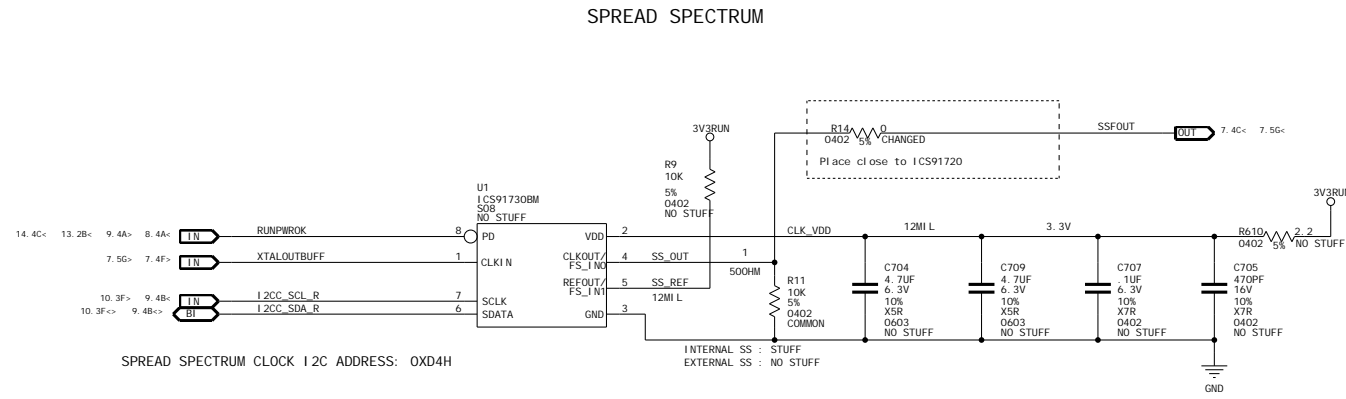 SPREAD SPECTRUM
3V3RUN
R9
10K
5%
0402
NO STUFF
R14 0
0402 5% CHANGED
Place close to ICS91720
SSFOUT
OUT
7.4C< 7.5G<
U1
ICS91730BM
SO8
NO STUFF
14.4C< 13.2B< 9.4A> 8.4A<
IN
RUNPWROK
8
PD
7.5G> 7.4F>
IN
XTALOUTBUFF
1
CLKIN
10.3F> 9.4B<
IN
I2CC_SCL_R
7
SCLK
10.3F<> 9.4B<>
BI
I2CC_SDA_R
6
SDATA
VDD
2
CLK_VDD
12MIL
3.3V
CLKOUT/
FS_IN0
4
SS_OUT
1
50OHM
REFOUT/
FS_IN1
5
SS_REF
12MIL
GND
3
R11
10K
5%
0402
COMMON
C704
4.7UF
6.3V
10%
X5R
0603
NO STUFF
C709
4.7UF
6.3V
10%
X5R
0603
NO STUFF
C707
.1UF
6.3V
10%
X7R
0402
NO STUFF
C705
470PF
16V
10%
X7R
0402
NO STUFF
3V3RUN
R610 2.2
0402 5% NO STUFF
INTERNAL SS : STUFF
EXTERNAL SS : NO STUFF
GND
SPREAD SPECTRUM CLOCK I2C ADDRESS: 0XD4H